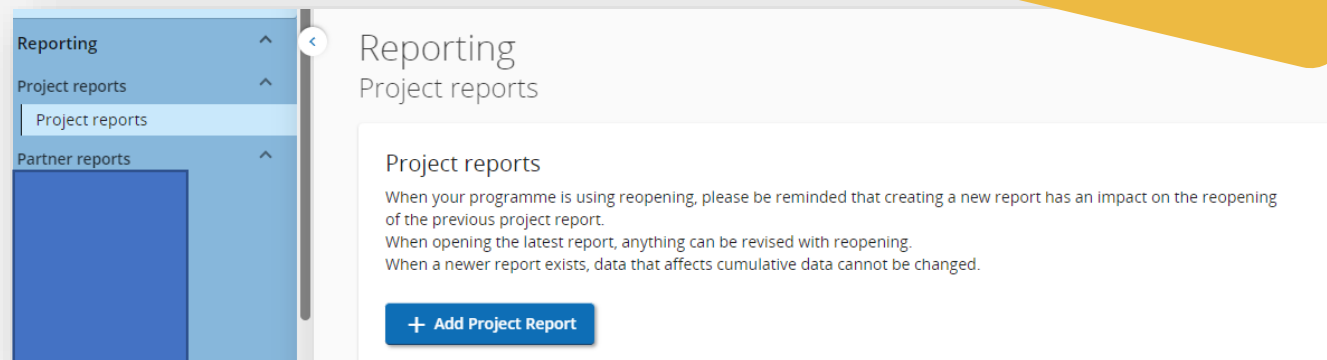 Reporting
Project reports
Project reports
Partner reports
Reporting
Project reports
Project reports
When your programme is using reopening, please be reminded that creating a new report has an impact on the reopening
of the previous project report.
When opening the latest report, anything can be revised with reopening.
When a newer report exists, data that affects cumulative data cannot be changed.
+ Add Project Report